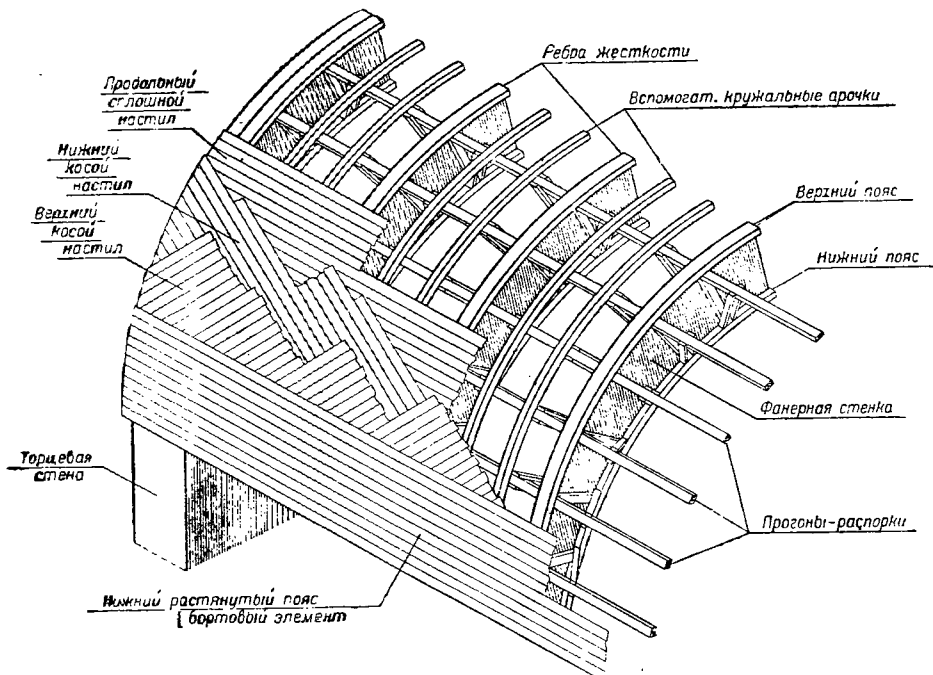 Ребра жесткости
Продольный
сплошной
настил
Вспомогат. кружальные арочки
Нижний
косой
настил
Верхний
косой
настил
Верхний пояс
Нижний пояс
Фанерная стенка
Торцевая
стена
Прогоны-распорки
Нижний растянутый пояс
( бортовый элемент